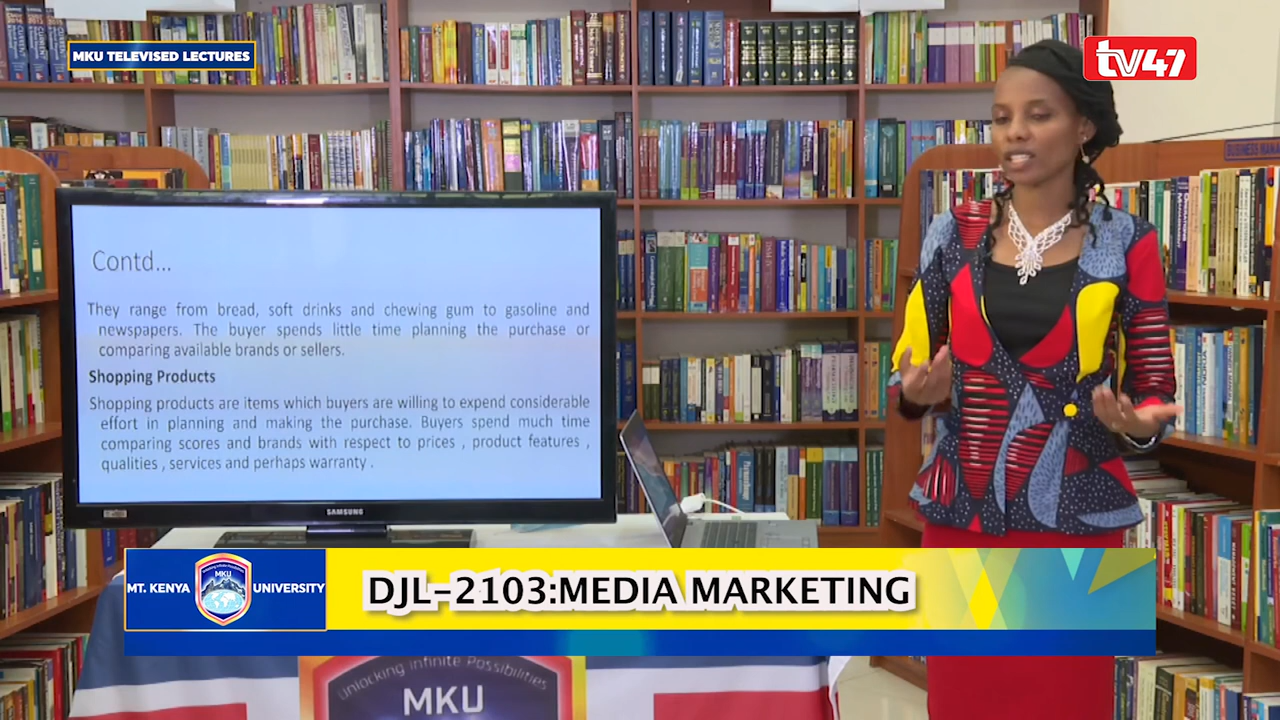 MKU TELEVISED LECTURES
tv47
BUSINESS MANA
Contd...
They range from bread, soft drinks and chewing gum to gasoline and
newspapers. The buyer spends little time planning the purchase or
comparing available brands or sellers.
Shopping Products
Shopping products are items which buyers are willing to expend considerable
effort in planning and making the purchase. Buyers spend much time
comparing scores and brands with respect to prices , product features ,
qualities , services and perhaps warranty .
SAMSUNG
MT. KENYA
MKU
UNIVERSITY
DJL-2103:MEDIA MARKETING
Unlocking Infinite Possibilities
MKU